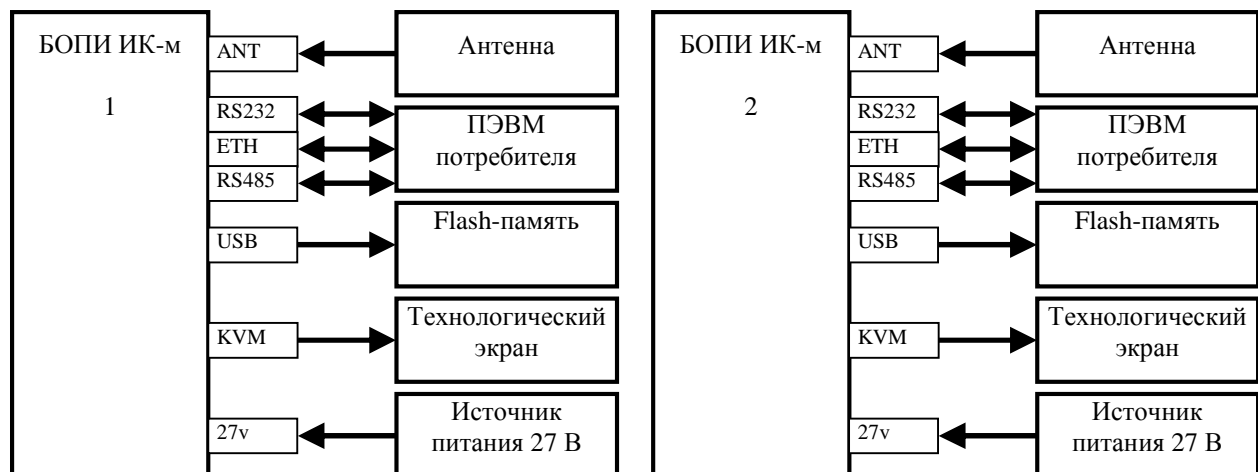 БОПИ ИК-м
1
ANT
RS232
ETH
RS485
USB
KVM
27v
Антенна
ПЭВМ
потребителя
Flash-память
Технологический
экран
Источник
питания 27 В
БОПИ ИК-м
2
ANT
RS232
ETH
RS485
USB
KVM
27v
Антенна
ПЭВМ
потребителя
Flash-память
Технологический
экран
Источник
питания 27 В